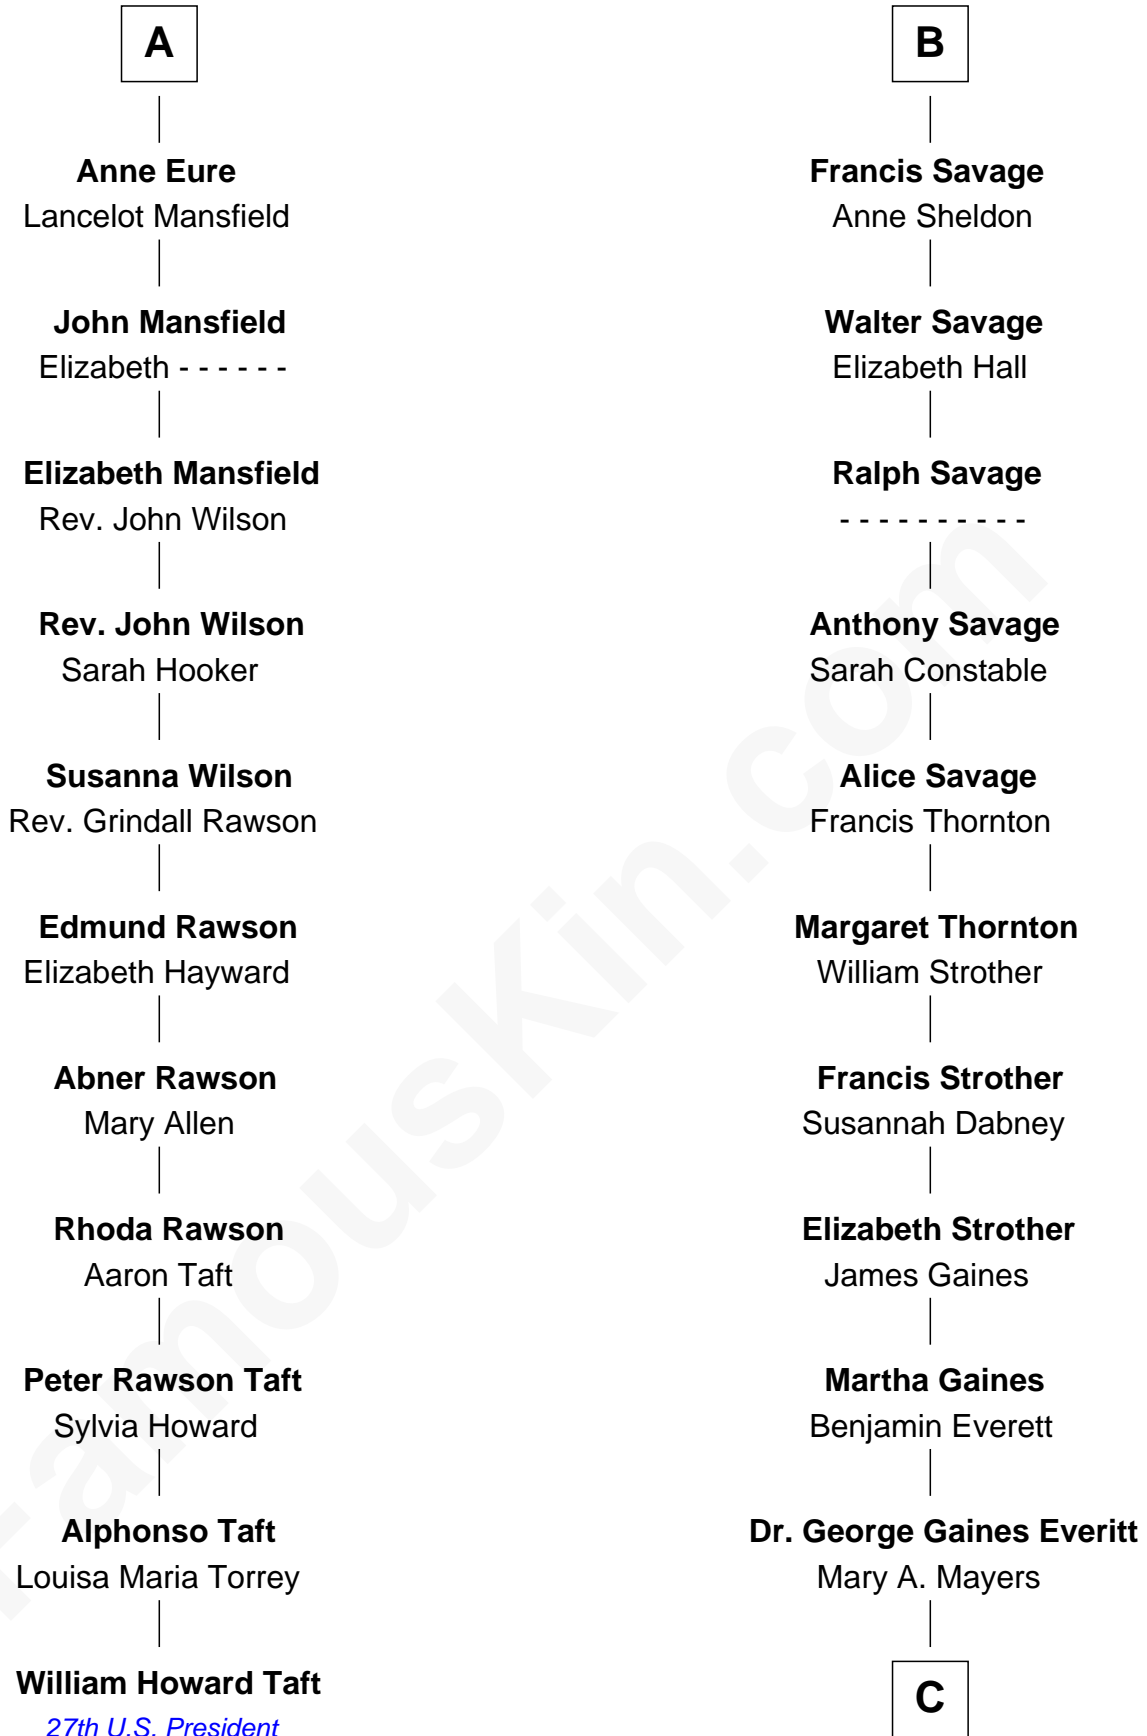 A
Anne Eure
Lancelot Mansfield
John Mansfield
Elizabeth - - - - - -
Elizabeth Mansfield
Rev. John Wilson
Rev. John Wilson
Sarah Hooker
Susanna Wilson
Rev. Grindall Rawson
Edmund Rawson
Elizabeth Hayward
Abner Rawson
Mary Allen
Rhoda Rawson
Aaron Taft
Peter Rawson Taft
Sylvia Howard
Alphonso Taft
Louisa Maria Torrey
William Howard Taft
27th U.S. President
B
Francis Savage
Anne Sheldon
Walter Savage
Elizabeth Hall
Ralph Savage
- - - - - - - - - -
Anthony Savage
Sarah Constable
Alice Savage
Francis Thornton
Margaret Thornton
William Strother
Francis Strother
Susannah Dabney
Elizabeth Strother
James Gaines
Martha Gaines
Benjamin Everett
Dr. George Gaines Everitt
Mary A. Mayers
C
FamousKin.com